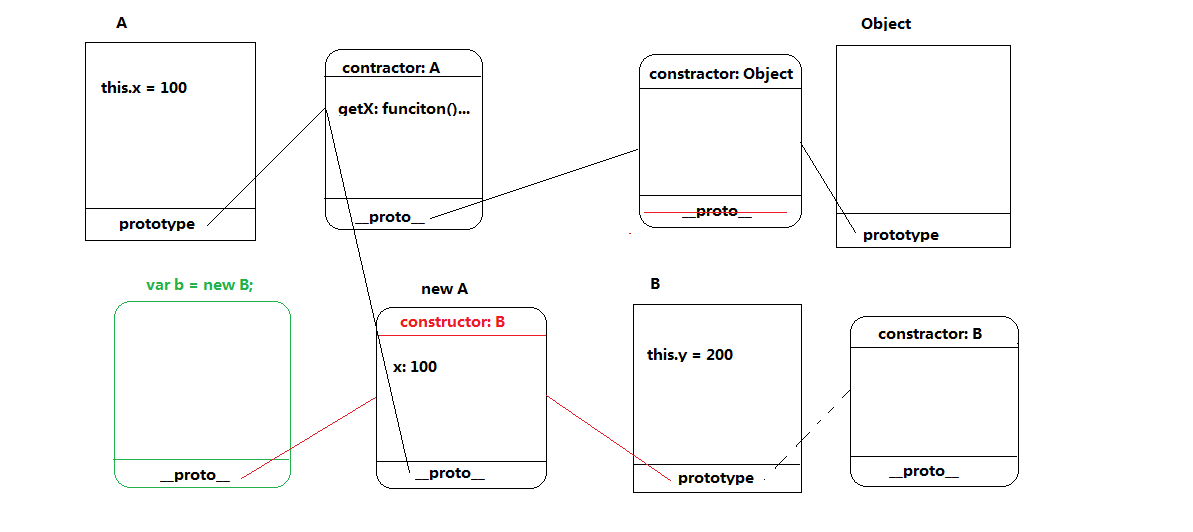 A
Object
contractor: A
constractor: Object
this.x = 100
getX: funciton()...
__proto__
__proto__
prototype
prototype
var b = new B;
new A
B
constructor: B
constractor: B
this.y = 200
x: 100
__proto__
__proto__
prototype
__proto__